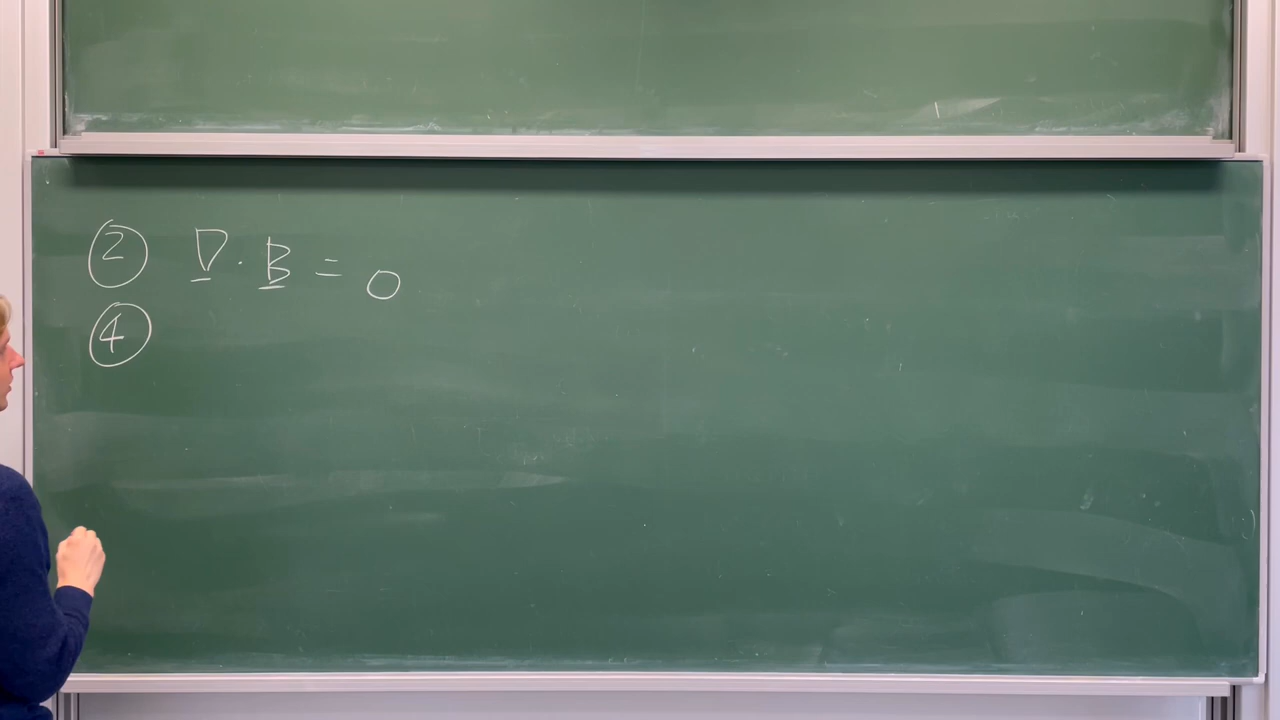 ② ∇ · B = 0
④